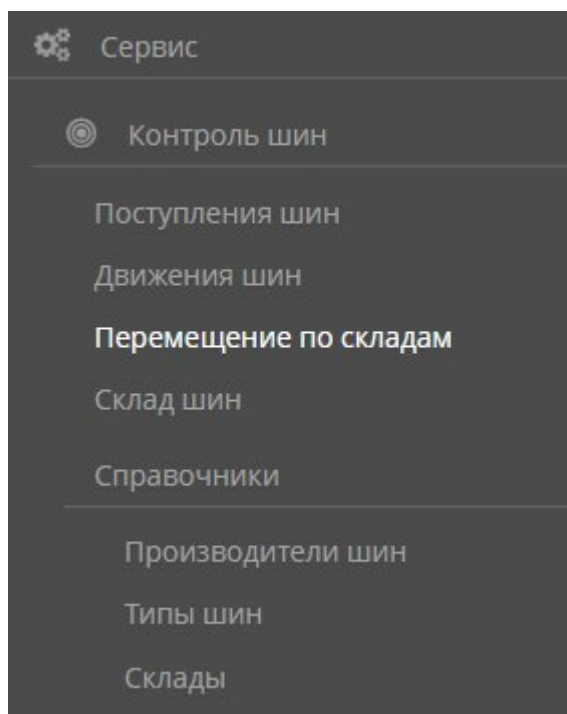 Сервис
Контроль шин
Поступления шин
Движения шин
Перемещение по складам
Склад шин
Справочники
Производители шин
Типы шин
Склады